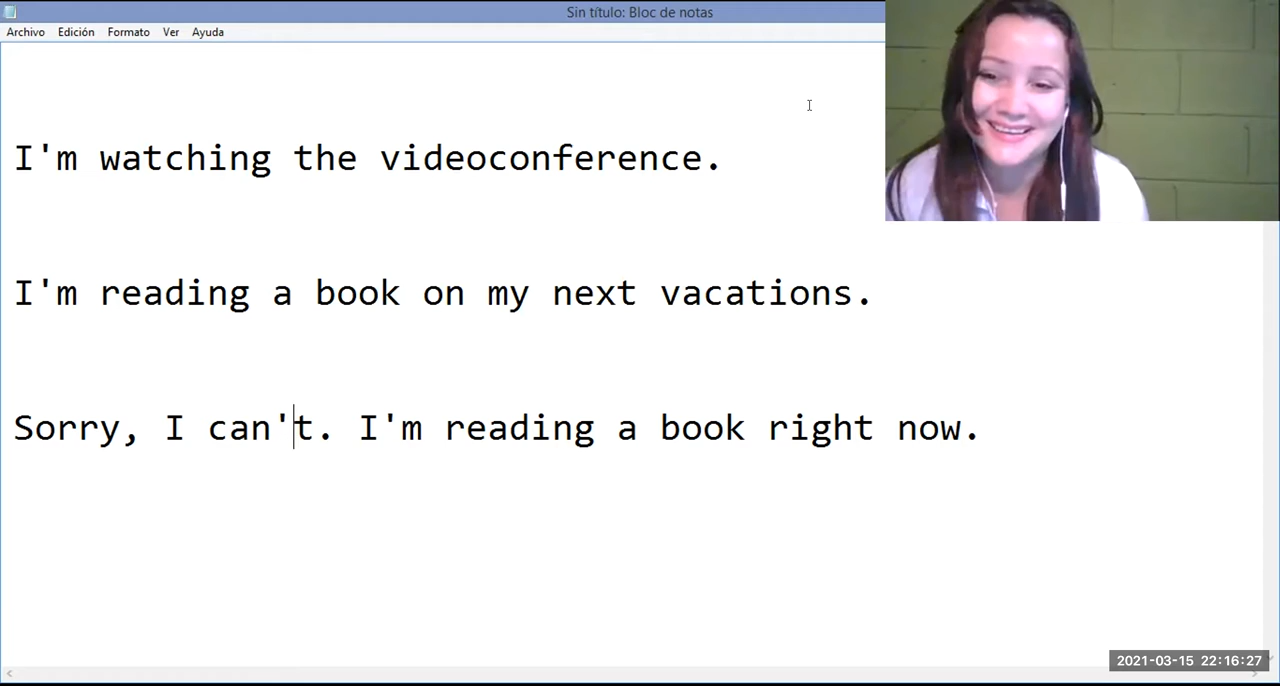 Sin título: Bloc de notas
Archivo Edición Formato Ver Ayuda
I'm watching the videoconference.
I'm reading a book on my next vacations.
Sorry, I can't. I'm reading a book right now.
2021-03-15 22:16:27